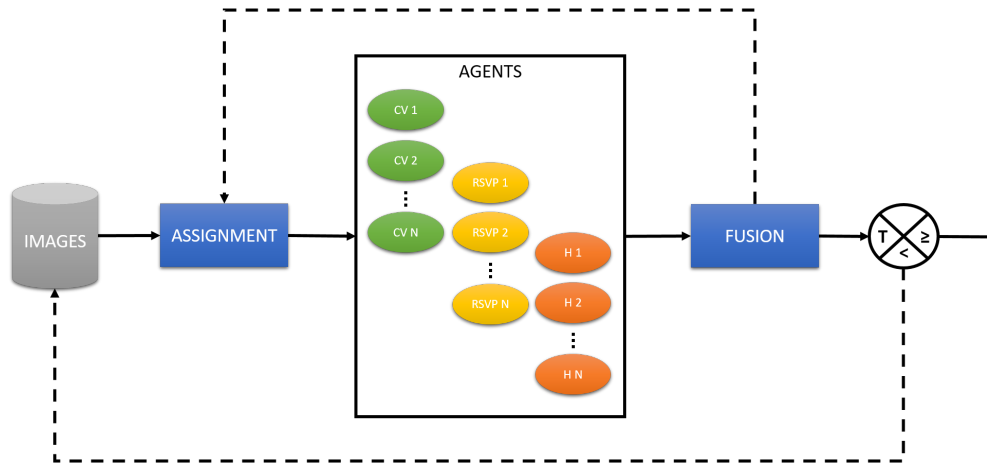 AGENTS
CV 1
CV 2
CV N
RSVP 1
RSVP 2
RSVP N
H 1
H 2
H N
IMAGES
ASSIGNMENT
FUSION
T
≥
<